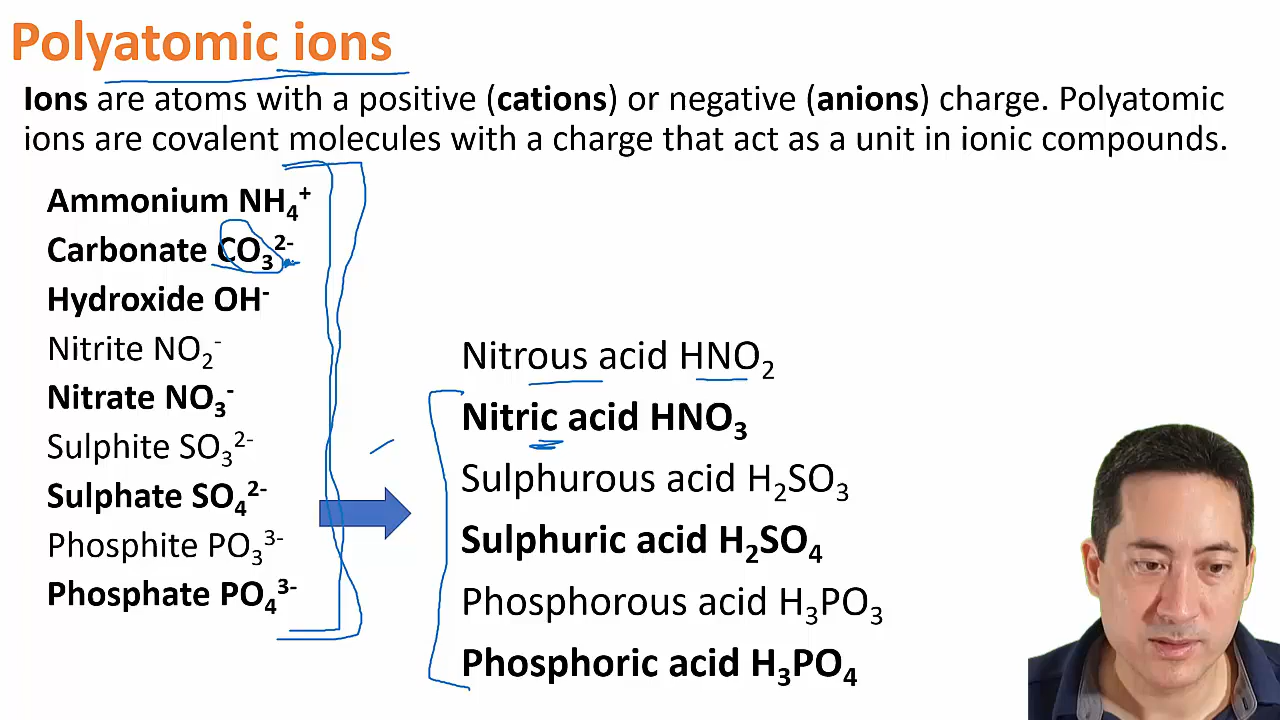 Polyatomic ions
Ions are atoms with a positive (cations) or negative (anions) charge. Polyatomic
ions are covalent molecules with a charge that act as a unit in ionic compounds.
Ammonium NH₄⁺
Carbonate CO₃²⁻
Hydroxide OH⁻
Nitrite NO₂⁻
Nitrate NO₃⁻
Sulphite SO₃²⁻
Sulphate SO₄²⁻
Phosphite PO₃³⁻
Phosphate PO₄³⁻
Nitrous acid HNO₂
Nitric acid HNO₃
Sulphurous acid H₂SO₃
Sulphuric acid H₂SO₄
Phosphorous acid H₃PO₃
Phosphoric acid H₃PO₄